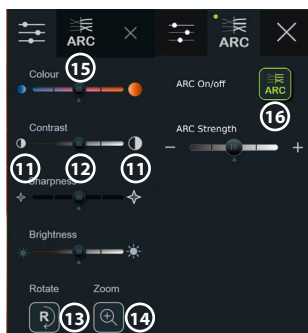 ARC
ARC
Colour
15
Contrast
11
12
11
Sharpness
Brightness
Rotate
Zoom
R
13
14
ARC On/off
ARC
16
ARC Strength